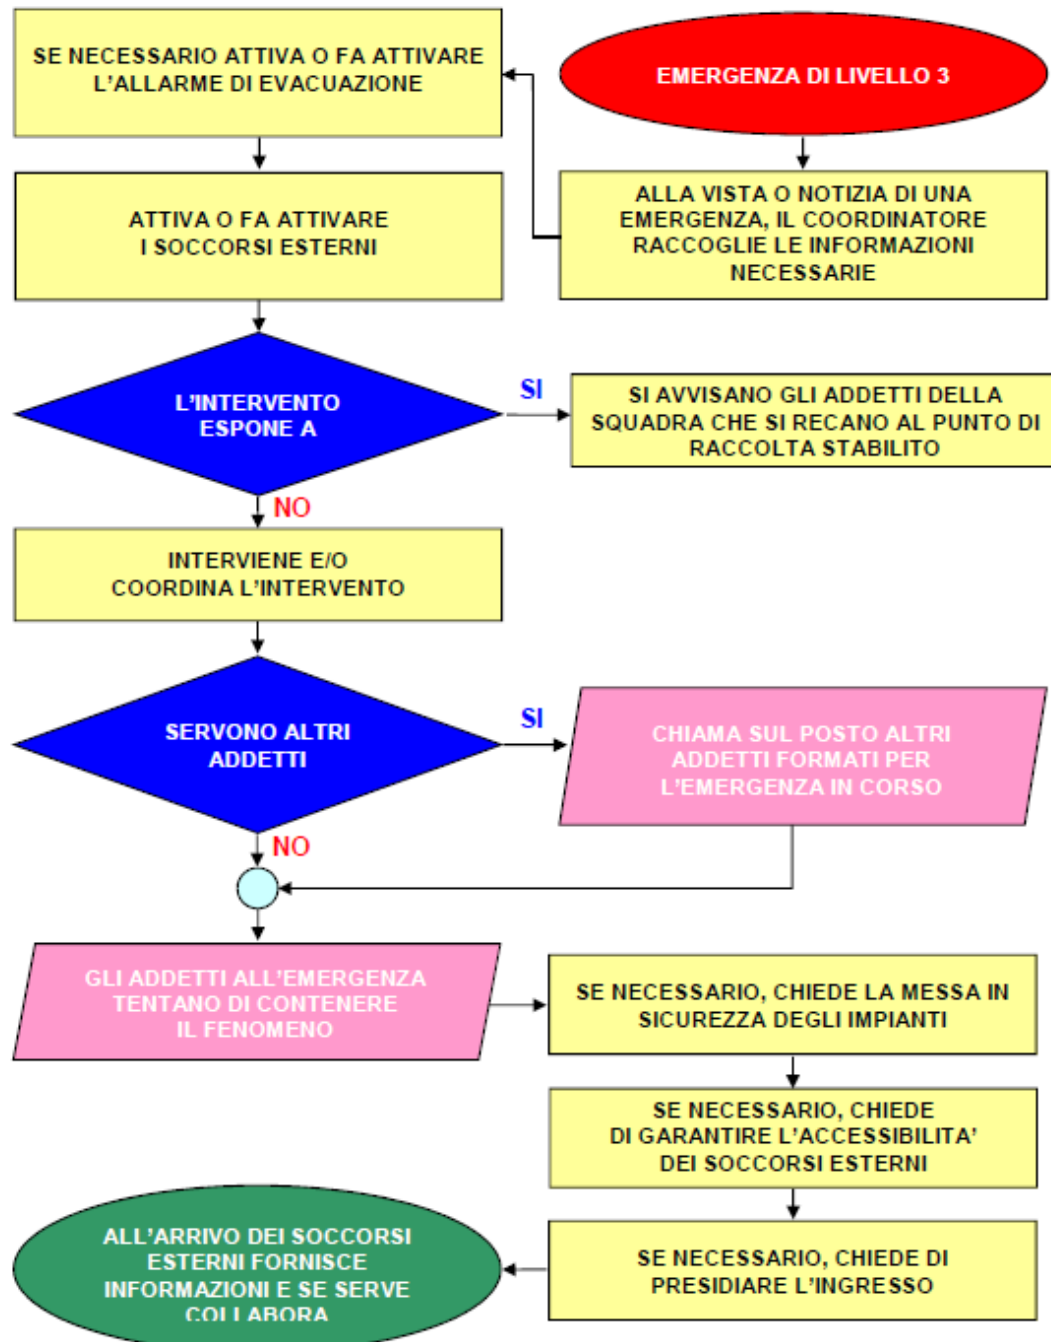 EMERGENZA DI LIVELLO 3
ALLA VISTA O NOTIZIA DI UNA
EMERGENZA, IL COORDINATORE
RACCOGLIE LE INFORMAZIONI
NECESSARIE
SE NECESSARIO ATTIVA O FA ATTIVARE
L'ALLARME DI EVACUAZIONE
ATTIVA O FA ATTIVARE
I SOCCORSI ESTERNI
L'INTERVENTO
ESPONE A
SI
SI AVVISANO GLI ADDETTI DELLA
SQUADRA CHE SI RECANO AL PUNTO DI
RACCOLTA STABILITO
NO
INTERVIENE E/O
COORDINA L'INTERVENTO
SERVONO ALTRI
ADDETTI
SI
CHIAMA SUL POSTO ALTRI
ADDETTI FORMATI PER
L'EMERGENZA IN CORSO
NO
GLI ADDETTI ALL'EMERGENZA
TENTANO DI CONTENERE
IL FENOMENO
SE NECESSARIO, CHIEDE LA MESSA IN
SICUREZZA DEGLI IMPIANTI
SE NECESSARIO, CHIEDE
DI GARANTIRE L'ACCESSIBILITA'
DEI SOCCORSI ESTERNI
SE NECESSARIO, CHIEDE DI
PRESIDIARE L'INGRESSO
ALL'ARRIVO DEI SOCCORSI
ESTERNI FORNISCE
INFORMAZIONI E SE SERVE
COLLABORA